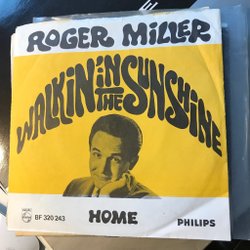 ROGER MILLER
WALKIN' IN THE SUNSHINE
BF 320 243
HOME
PHILIPS